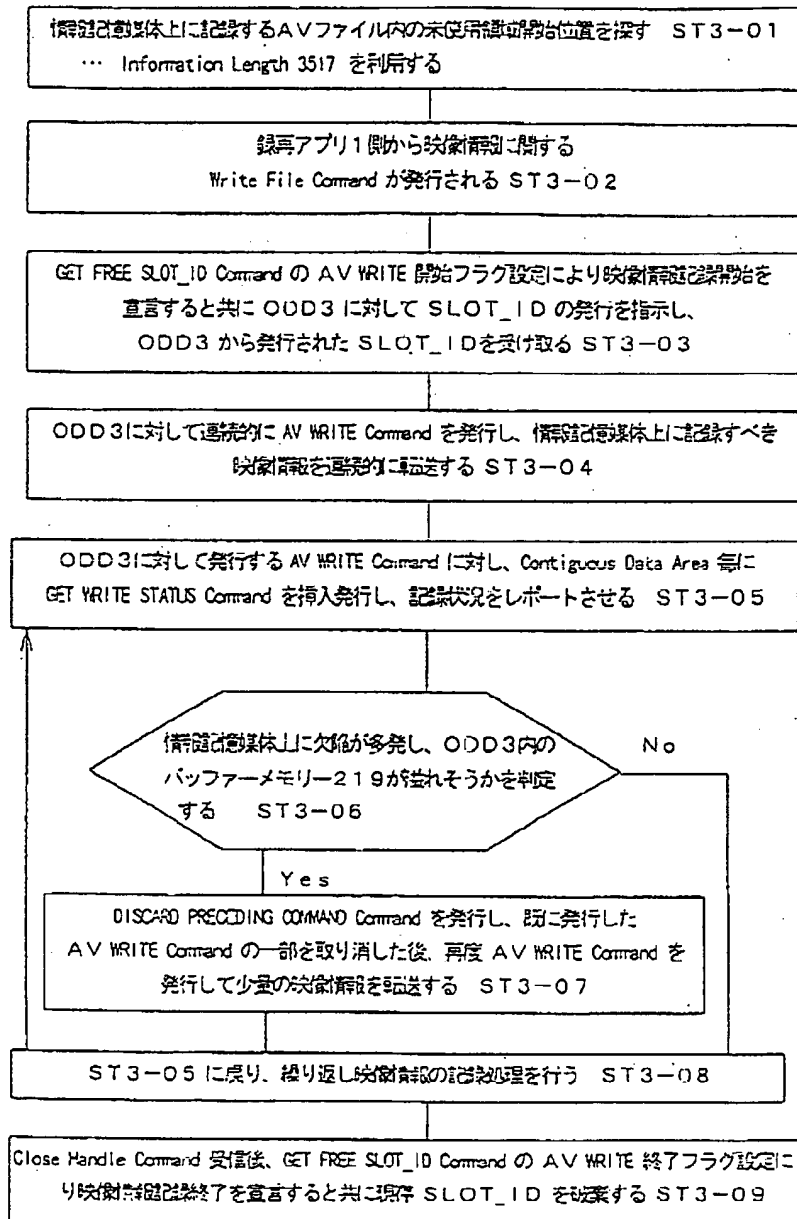 情報記憶媒体上に記録するAVファイル内の未使用領域開始位置を探す ST3-01
… Information Length 3517 を利用する
録再アプリ1側から映像情報に関する
Write File Command が発行される ST3-02
GET FREE SLOT_ID Command の AV WRITE 開始フラグ設定により映像情報記録開始を
宣言すると共に ODD3 に対して SLOT_ID の発行を指示し、
ODD3 から発行された SLOT_IDを受け取る ST3-03
ODD3に対して連続的に AV WRITE Command を発行し、情報記憶媒体上に記録すべき
映像情報を連続的に転送する ST3-04
ODD3に対して発行する AV WRITE Command に対し、Contiguous Data Area 毎に
GET WRITE STATUS Command を挿入発行し、記録状況をレポートさせる ST3-05
情報記憶媒体上に欠陥が多発し、ODD3内の
No
バッファーメモリー219が溢れそうかを判定
する ST3-06
Yes
DISCARD PRECEDING COMMAND Command を発行し、既に発行した
AV WRITE Command の一部を取り消した後、再度 AV WRITE Command を
発行して少量の映像情報を転送する ST3-07
ST3-05 に戻り、繰り返し映像情報の記録処理を行う ST3-08
Close Handle Command 受信後、GET FREE SLOT_ID Command の AV WRITE 終了フラグ設定に
り映像情報記録終了を宣言すると共に現存 SLOT_ID を破棄する ST3-09